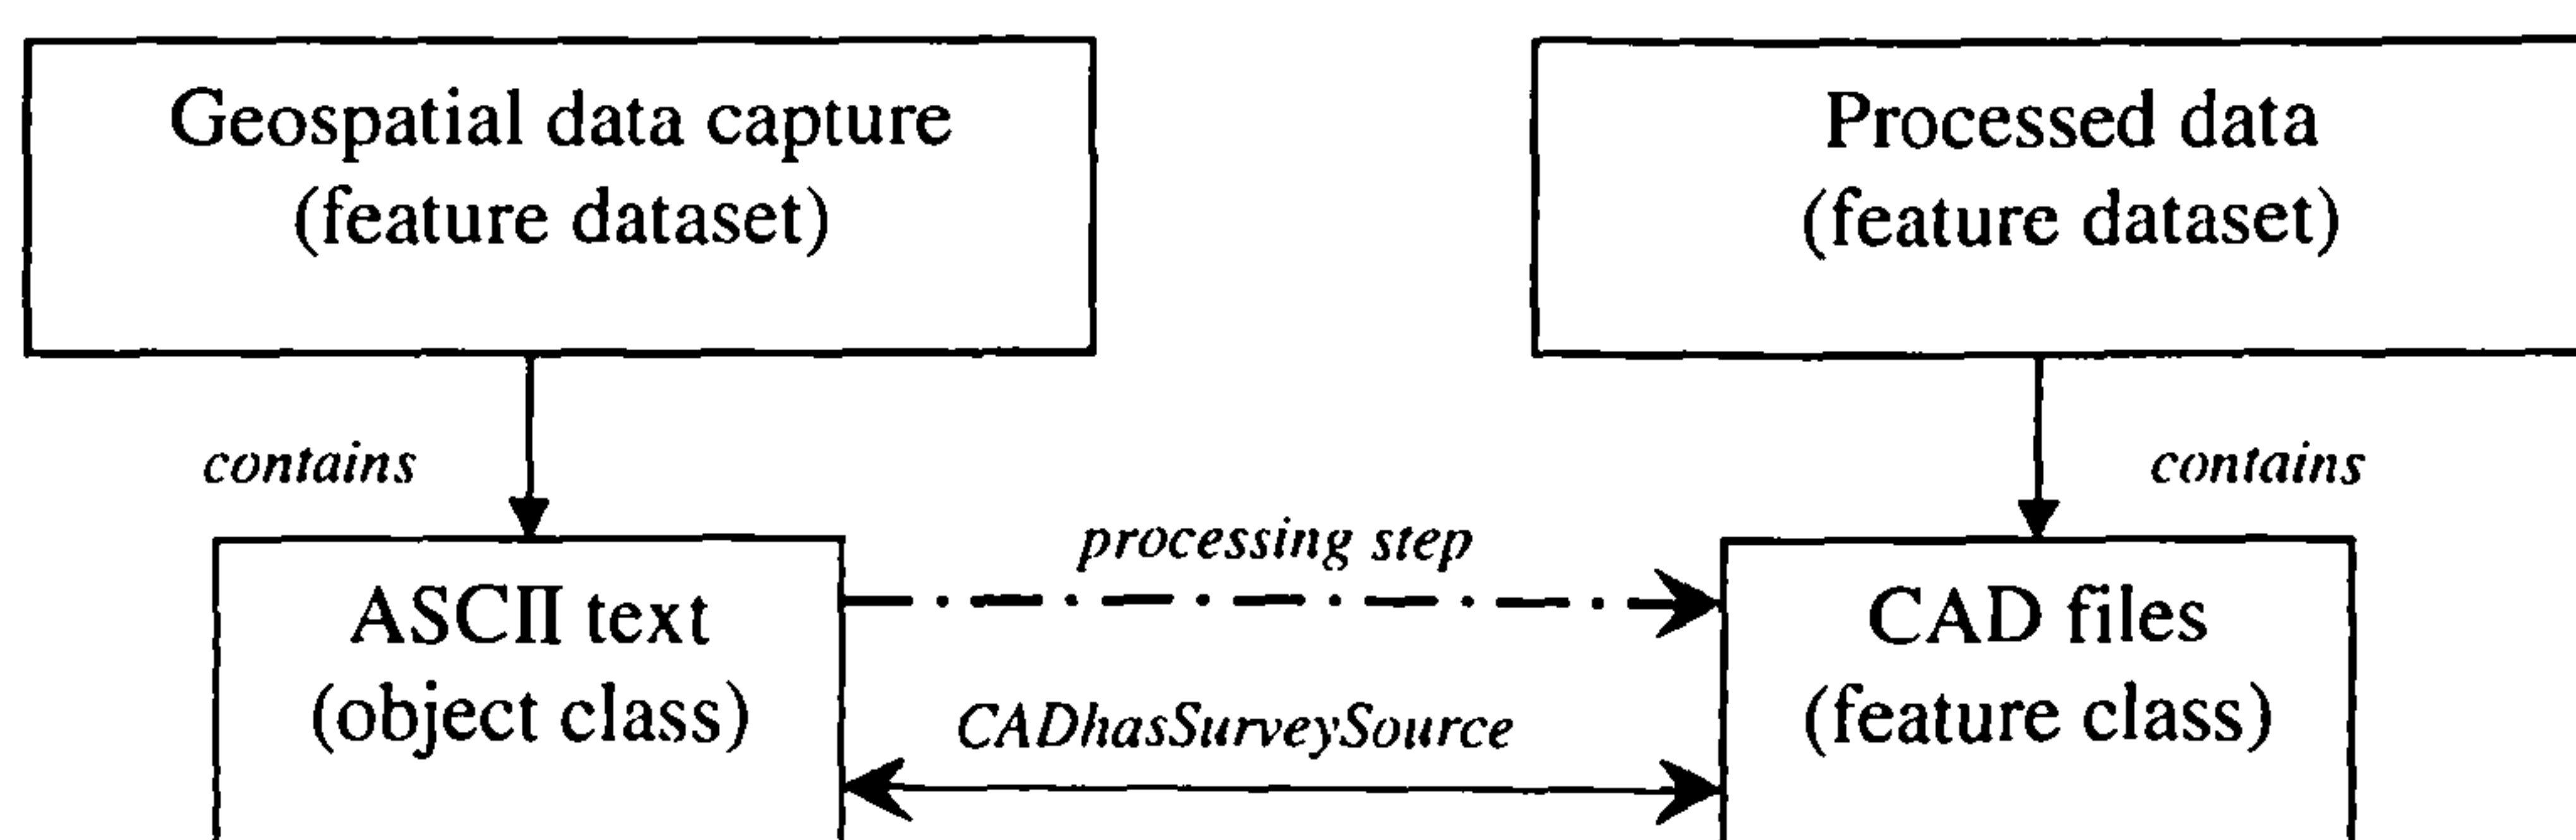 Geospatial data capture
(feature dataset)
Processed data
(feature dataset)
contains
contains
processing step
ASCII text
(object class)
CAD files
(feature class)
CADhasSurveySource